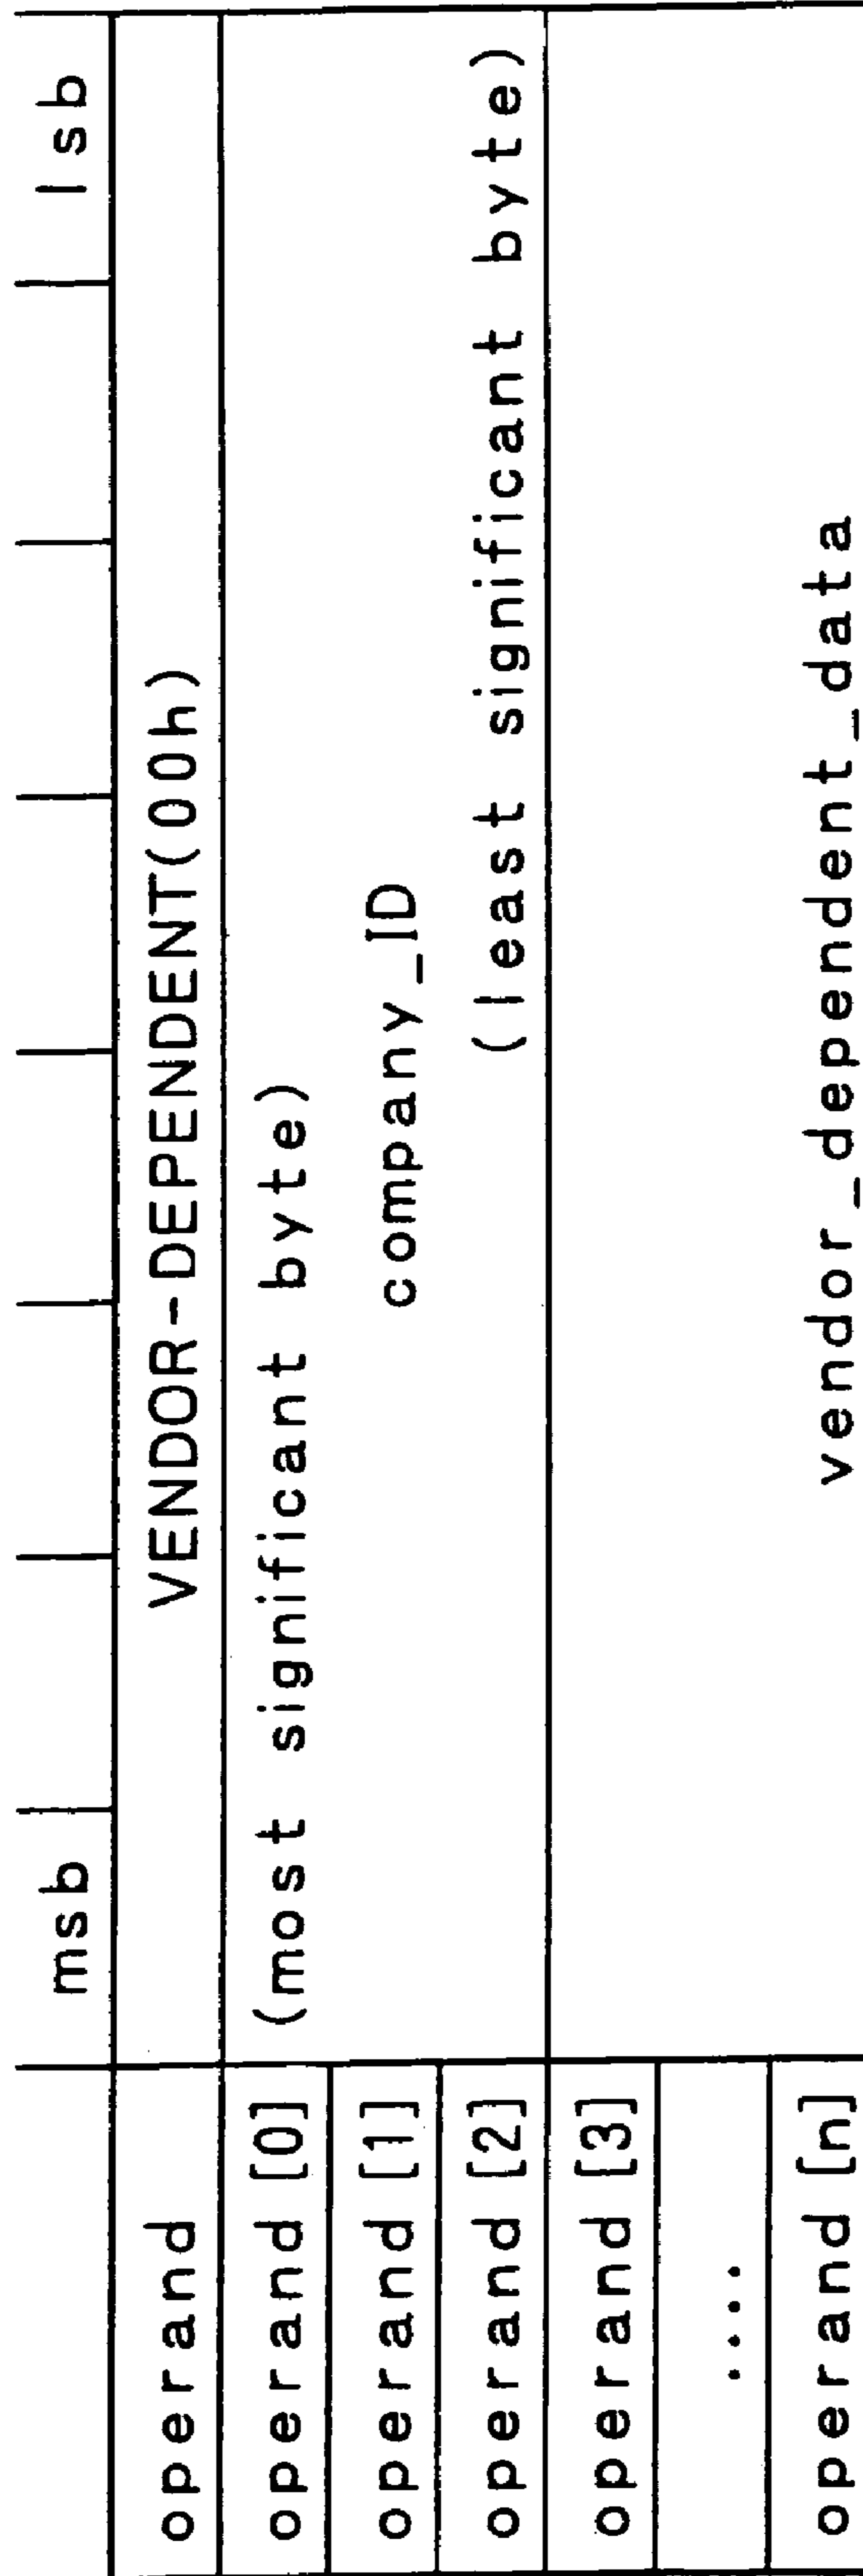 msb lsb
operand VENDOR-DEPENDENT(00h)
operand [0] (most significant byte)
operand [1] company_ID
operand [2] (least significant byte)
operand [3]
....
operand [n] vendor_dependent_data